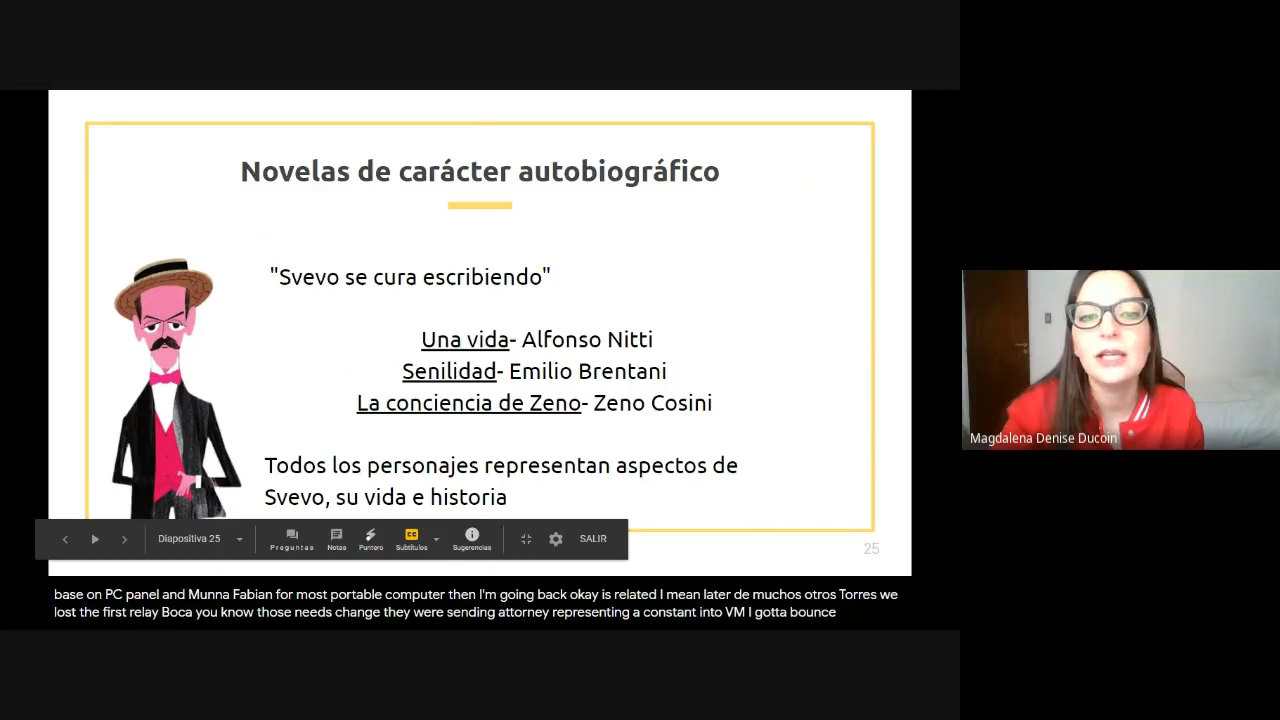 Novelas de carácter autobiográfico
"Svevo se cura escribiendo"
Una vida- Alfonso Nitti
Senilidad- Emilio Brentani
La conciencia de Zeno- Zeno Cosini
Todos los personajes representan aspectos de
Svevo, su vida e historia
Diapositiva 25
Preguntas
Notas
Puntero
Subtítulos
Sugerencias
SALIR
25
base on PC panel and Munna Fabian for most portable computer then I'm going back okay is related I mean later de muchos otros Torres we
lost the first relay Boca you know those needs change they were sending attorney representing a constant into VM I gotta bounce
Magdalena Denise Ducoin